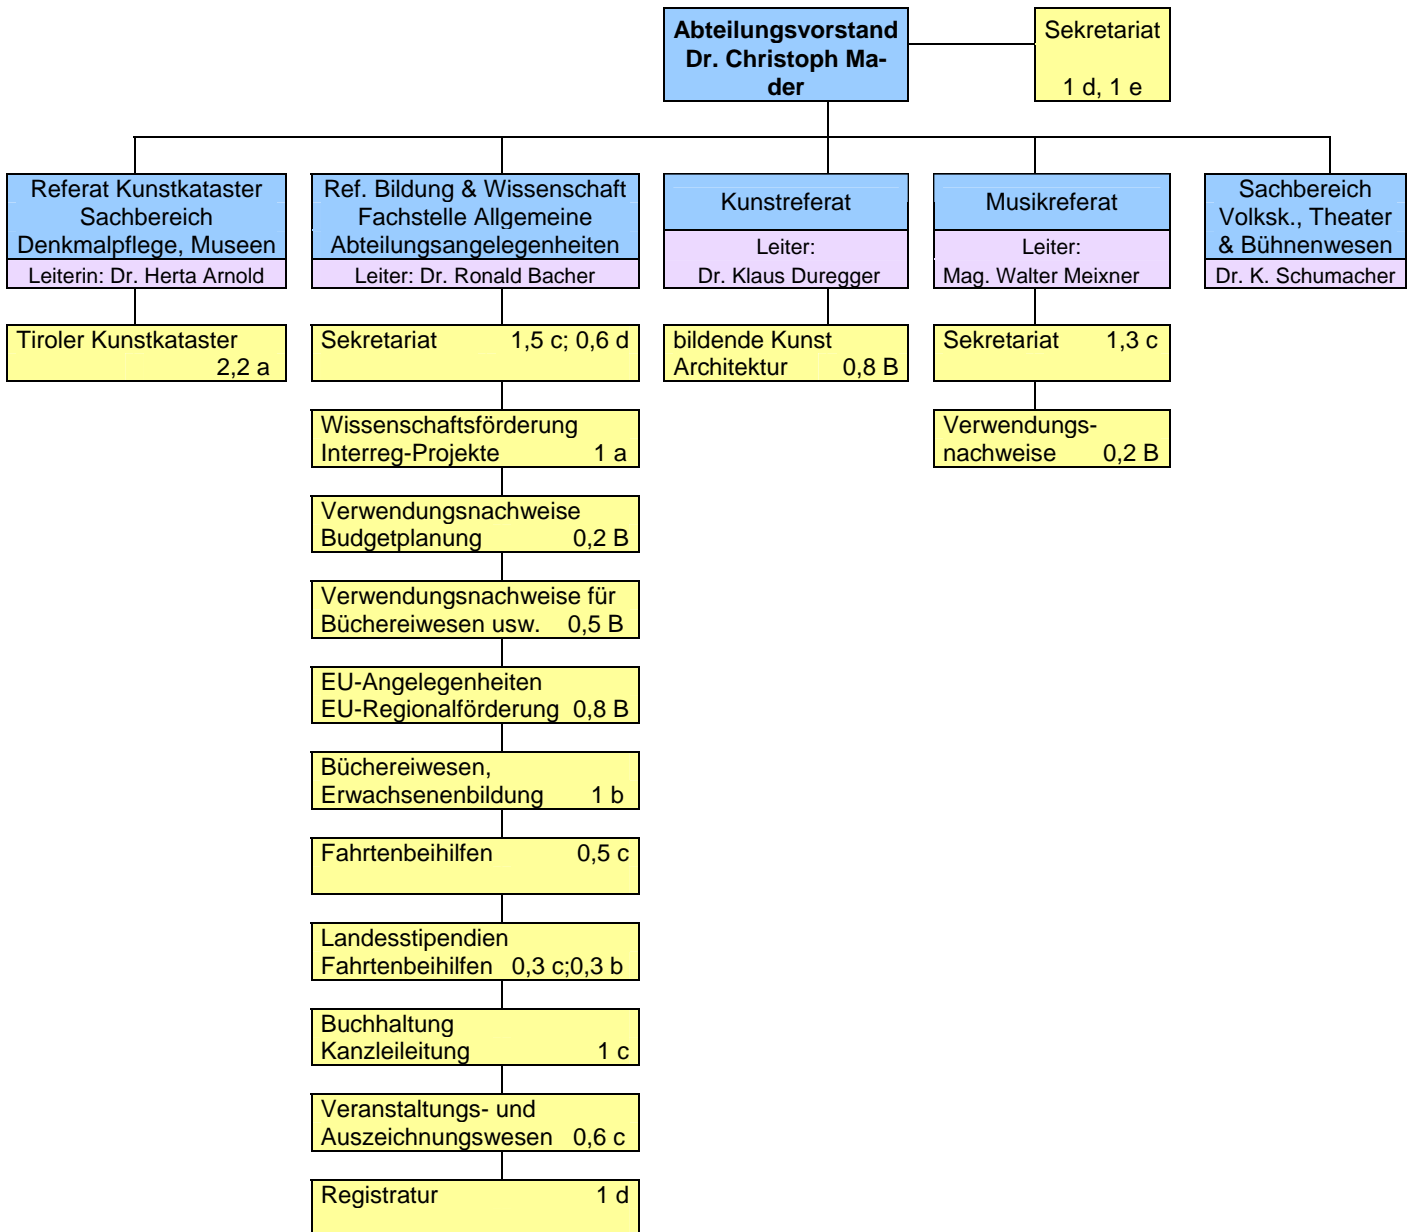 Abteilungsvorstand
Dr. Christoph Ma-
der
Sekretariat
1 d, 1 e
Referat Kunstkataster
Sachbereich
Denkmalpflege, Museen
Leiterin: Dr. Herta Arnold
Tiroler Kunstkataster
2,2 a
Ref. Bildung & Wissenschaft
Fachstelle Allgemeine
Abteilungsangelegenheiten
Leiter: Dr. Ronald Bacher
Sekretariat 1,5 c; 0,6 d
Wissenschaftsförderung
Interreg-Projekte 1 a
Verwendungsnachweise
Budgetplanung 0,2 B
Verwendungsnachweise für
Büchereiwesen usw. 0,5 B
EU-Angelegenheiten
EU-Regionalförderung 0,8 B
Büchereiwesen,
Erwachsenenbildung 1 b
Fahrtenbeihilfen 0,5 c
Landesstipendien
Fahrtenbeihilfen 0,3 c;0,3 b
Buchhaltung
Kanzleileitung 1 c
Veranstaltungs- und
Auszeichnungswesen 0,6 c
Registratur 1 d
Kunstreferat
Leiter:
Dr. Klaus Duregger
bildende Kunst
Architektur 0,8 B
Musikreferat
Leiter:
Mag. Walter Meixner
Sekretariat 1,3 c
Verwendungs-
nachweise 0,2 B
Sachbereich
Volksk., Theater
& Bühnenwesen
Dr. K. Schumacher